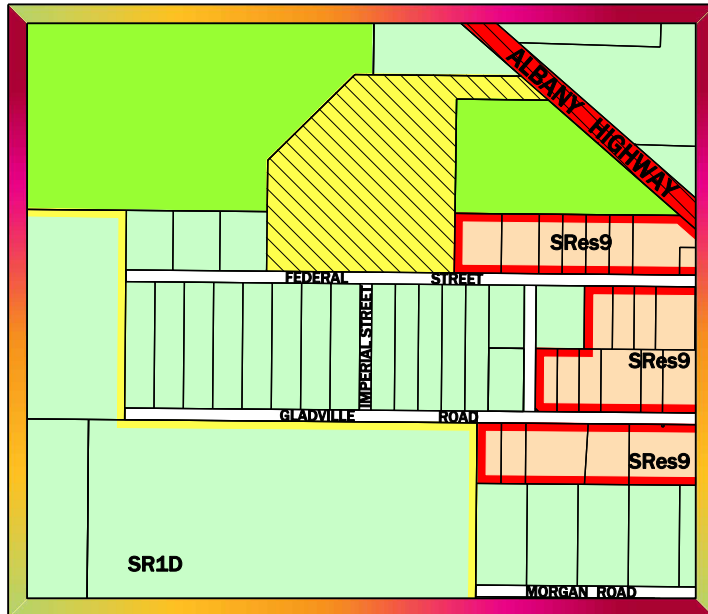 ALBANY HIGHWAY
SRes9
FEDERAL STREET
IMPERIAL STREET
SRes9
GLADVILLE ROAD
SRes9
SR1D
MORGAN ROAD